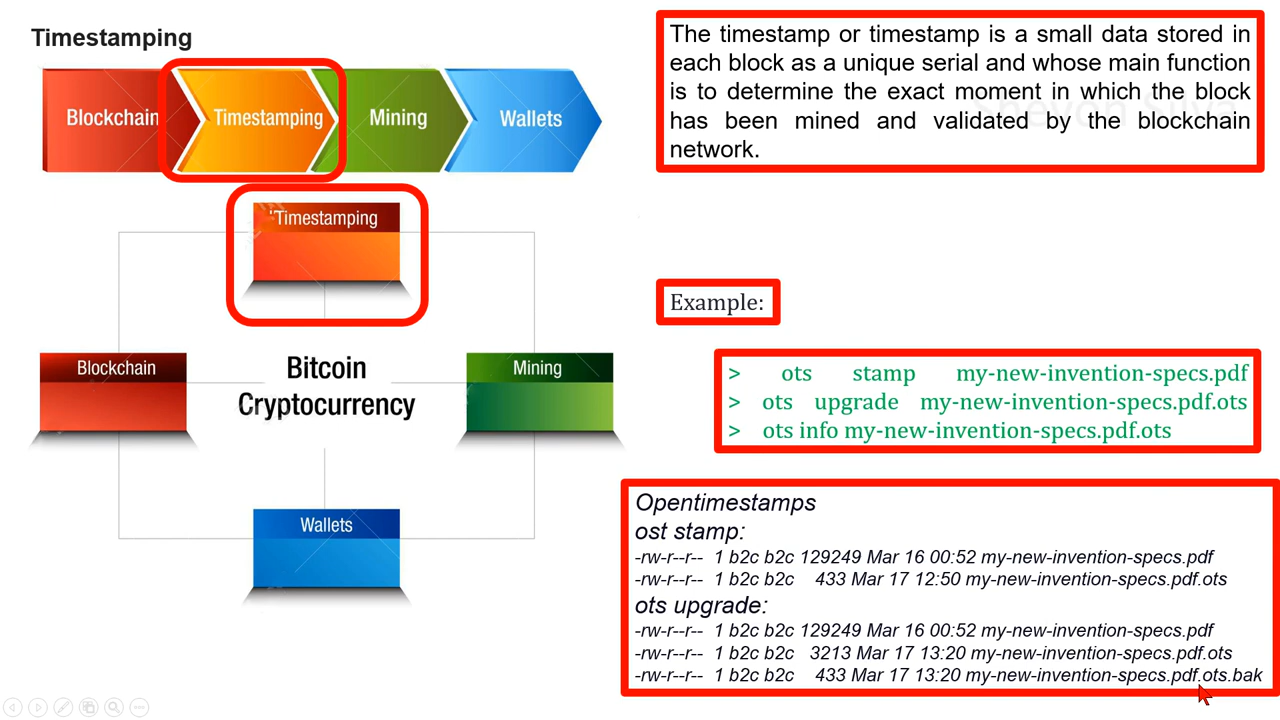 Timestamping
Blockchain
Timestamping
Mining
Wallets
Timestamping
Blockchain
Bitcoin
Cryptocurrency
Mining
Wallets
The timestamp or timestamp is a small data stored in
each block as a unique serial and whose main function
is to determine the exact moment in which the block
has been mined and validated by the blockchain
network.
Example:
> ots stamp my-new-invention-specs.pdf
> ots upgrade my-new-invention-specs.pdf.ots
> ots info my-new-invention-specs.pdf.ots
Opentimestamps
ost stamp:
-rw-r--r-- 1 b2c b2c 129249 Mar 16 00:52 my-new-invention-specs.pdf
-rw-r--r-- 1 b2c b2c 433 Mar 17 12:50 my-new-invention-specs.pdf.ots
ots upgrade:
-rw-r--r-- 1 b2c b2c 129249 Mar 16 00:52 my-new-invention-specs.pdf
-rw-r--r-- 1 b2c b2c 3213 Mar 17 13:20 my-new-invention-specs.pdf.ots
-rw-r--r-- 1 b2c b2c 433 Mar 17 13:20 my-new-invention-specs.pdf.ots.bak